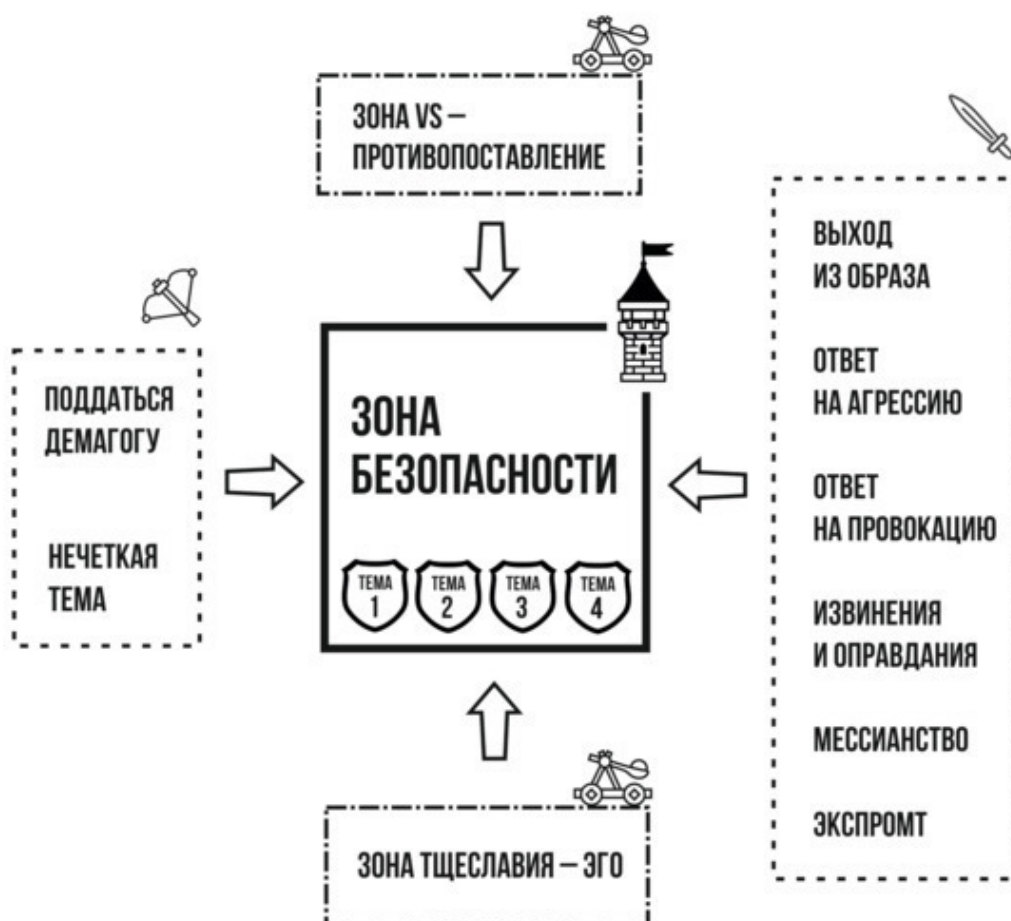 ЗОНА VS –
ПРОТИВОПОСТАВЛЕНИЕ
ПОДДАТЬСЯ
ДЕМАГОГУ
НЕЧЕТКАЯ
ТЕМА
ЗОНА
БЕЗОПАСНОСТИ
ТЕМА
1
ТЕМА
2
ТЕМА
3
ТЕМА
4
ВЫХОД
ИЗ ОБРАЗА
ОТВЕТ
НА АГРЕССИЮ
ОТВЕТ
НА ПРОВОКАЦИЮ
ИЗВИНЕНИЯ
И ОПРАВДАНИЯ
МЕССИАНСТВО
ЭКСПРОМТ
ЗОНА ТЩЕСЛАВИЯ – ЭГО